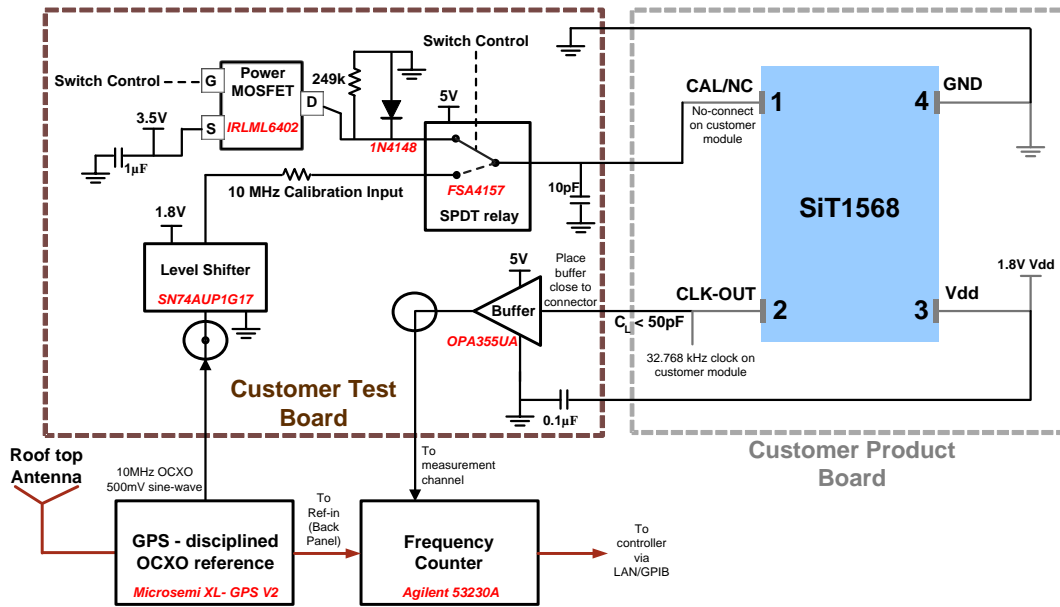 Switch Control
Switch Control
G
Power
MOSFET
D
S
IRLML6402
3.5V
1µF
249k
1N4148
5V
FSA4157
SPDT relay
10 MHz Calibration Input
10pF
1.8V
Level Shifter
SN74AUP1G17
5V
Buffer
OPA355UA
Place
buffer
close to
connector
CL < 50pF
0.1µF
Customer Test
Board
CAL/NC
No-connect
on customer
module
1
4
GND
SiT1568
CLK-OUT
2
3
Vdd
1.8V Vdd
32.768 kHz clock on
customer module
Customer Product
Board
Roof top
Antenna
10MHz OCXO
500mV sine-wave
To
measurement
channel
GPS - disciplined
OCXO reference
Microsemi XL- GPS V2
To
Ref-in
(Back
Panel)
Frequency
Counter
Agilent 53230A
To
controller
via
LAN/GPIB